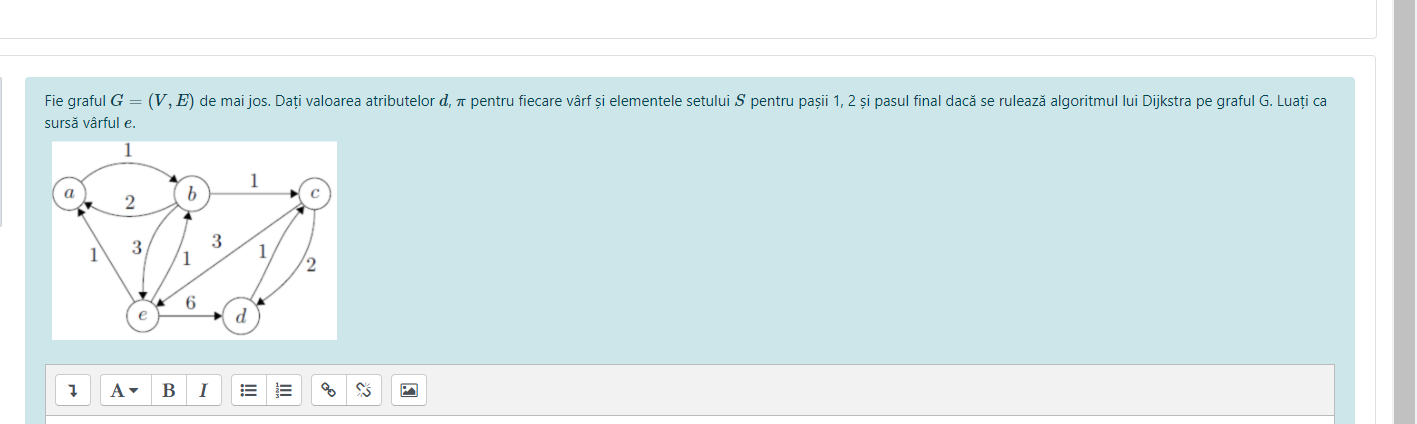 Fie graful G = (V, E) de mai jos. Dați valoarea atributelor d, π pentru fiecare vârf și elementele setului S pentru pașii 1, 2 și pasul final dacă se rulează algoritmul lui Dijkstra pe graful G. Luați ca
sursă vârful e.
1
a
2
b
1
c
1
3
1
3
1
2
e
6
d
A
B
I